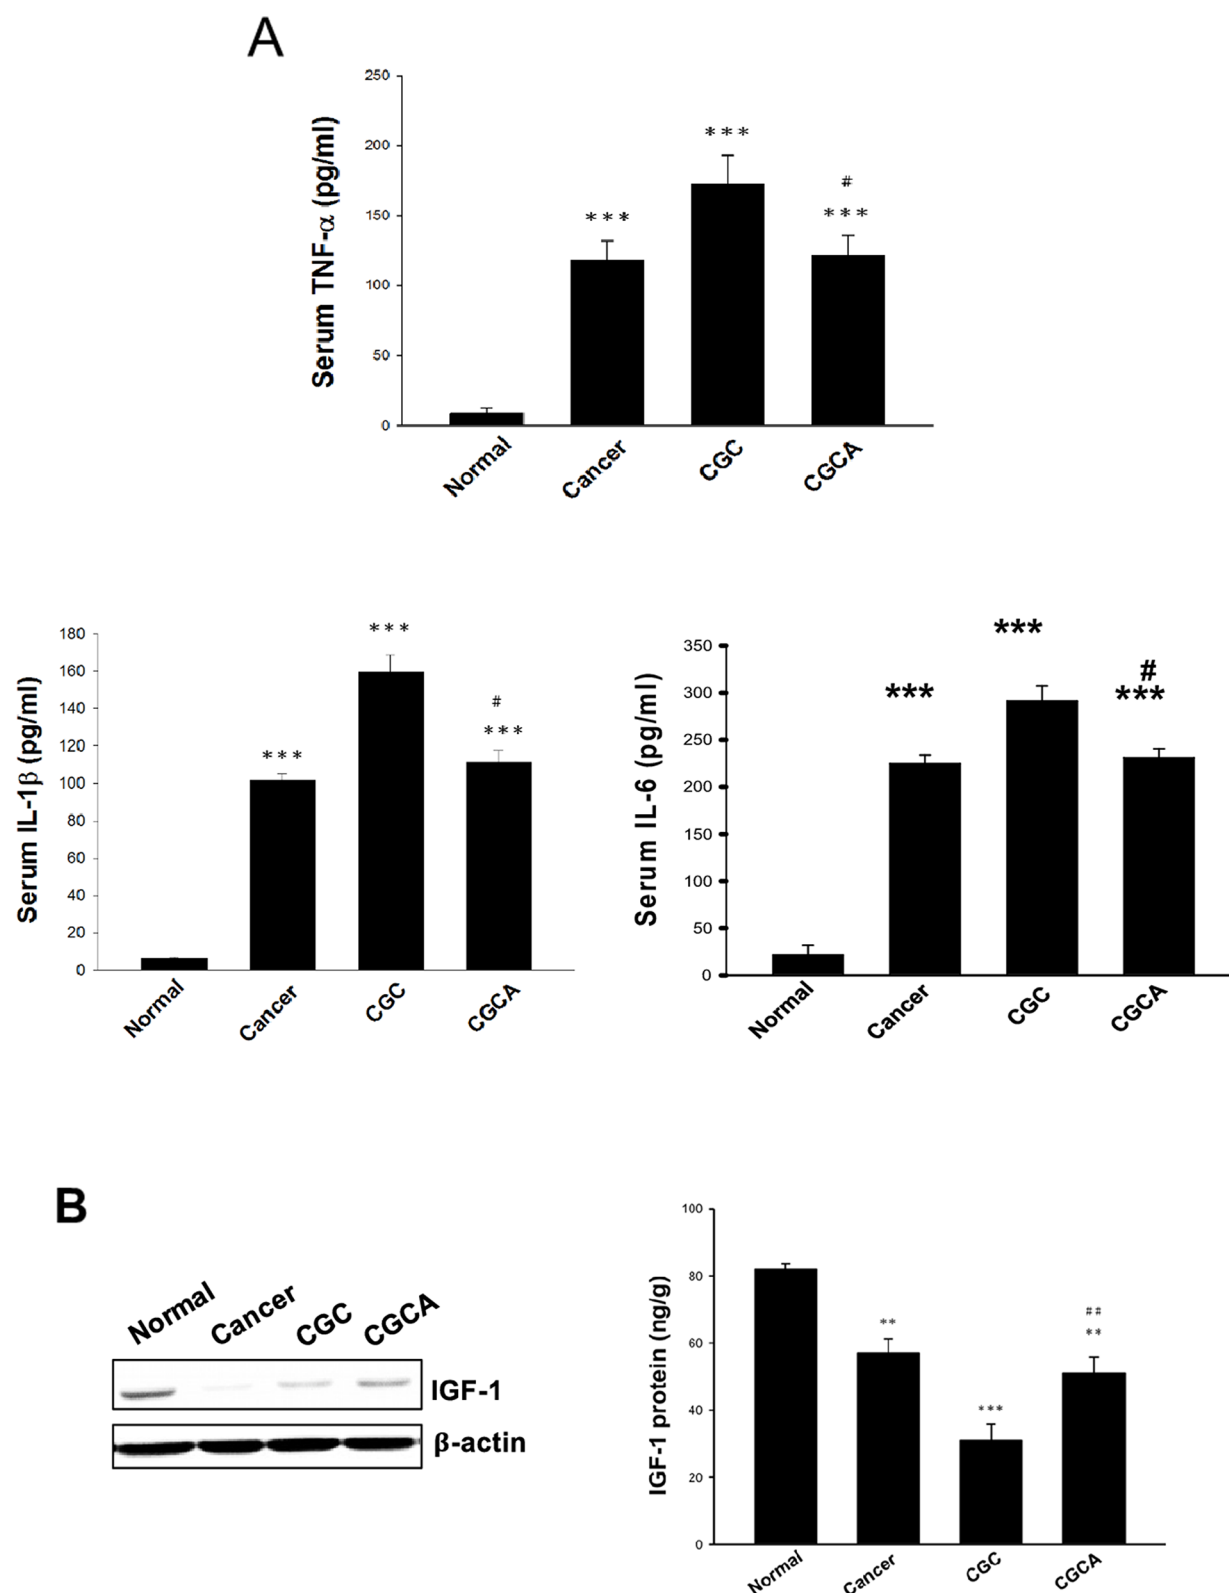 A
Serum TNF-α (pg/ml)
250
200
150
100
50
0
***
***
#
***
Normal
Cancer
CGC
CGCA
Serum IL-1β (pg/ml)
180
160
140
120
100
80
60
40
20
0
***
***
#
***
Normal
Cancer
CGC
CGCA
Serum IL-6 (pg/ml)
350
300
250
200
150
100
50
0
***
***
#
***
Normal
Cancer
CGC
CGCA
B
Normal
Cancer
CGC
CGCA
IGF-1
β-actin
IGF-1 protein (ng/g)
100
80
60
40
20
0
**
***
##
**
Normal
Cancer
CGC
CGCA